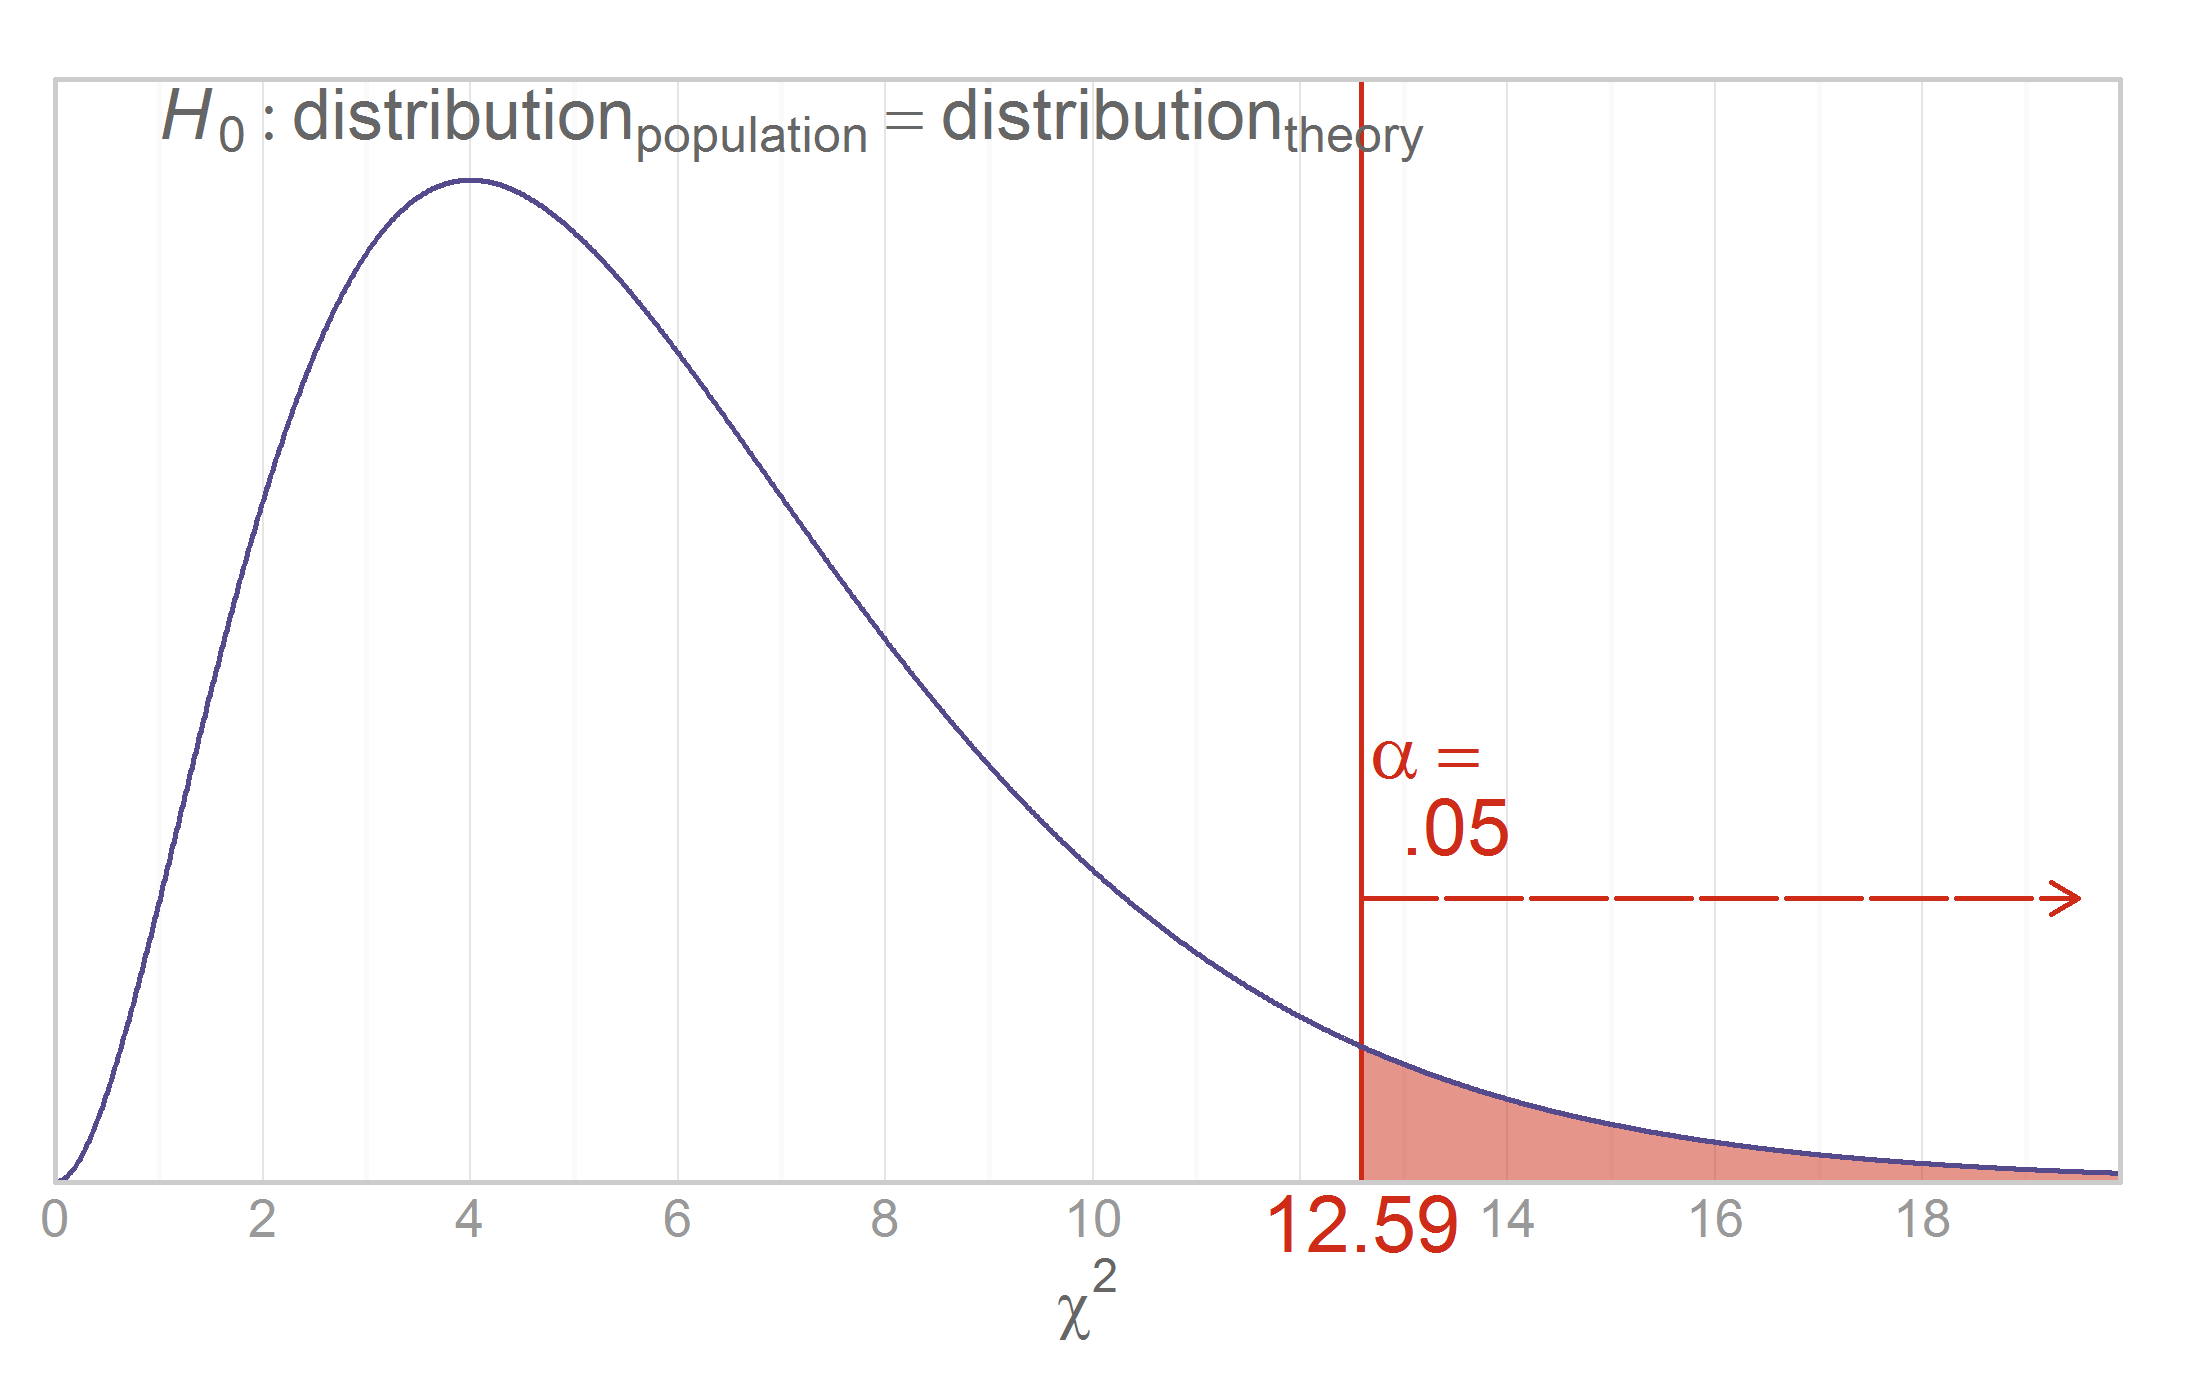 H0 : distributionpopulation = distributiontheory
α =
.05
0 2 4 6 8 10 12.59 14 16 18
χ2